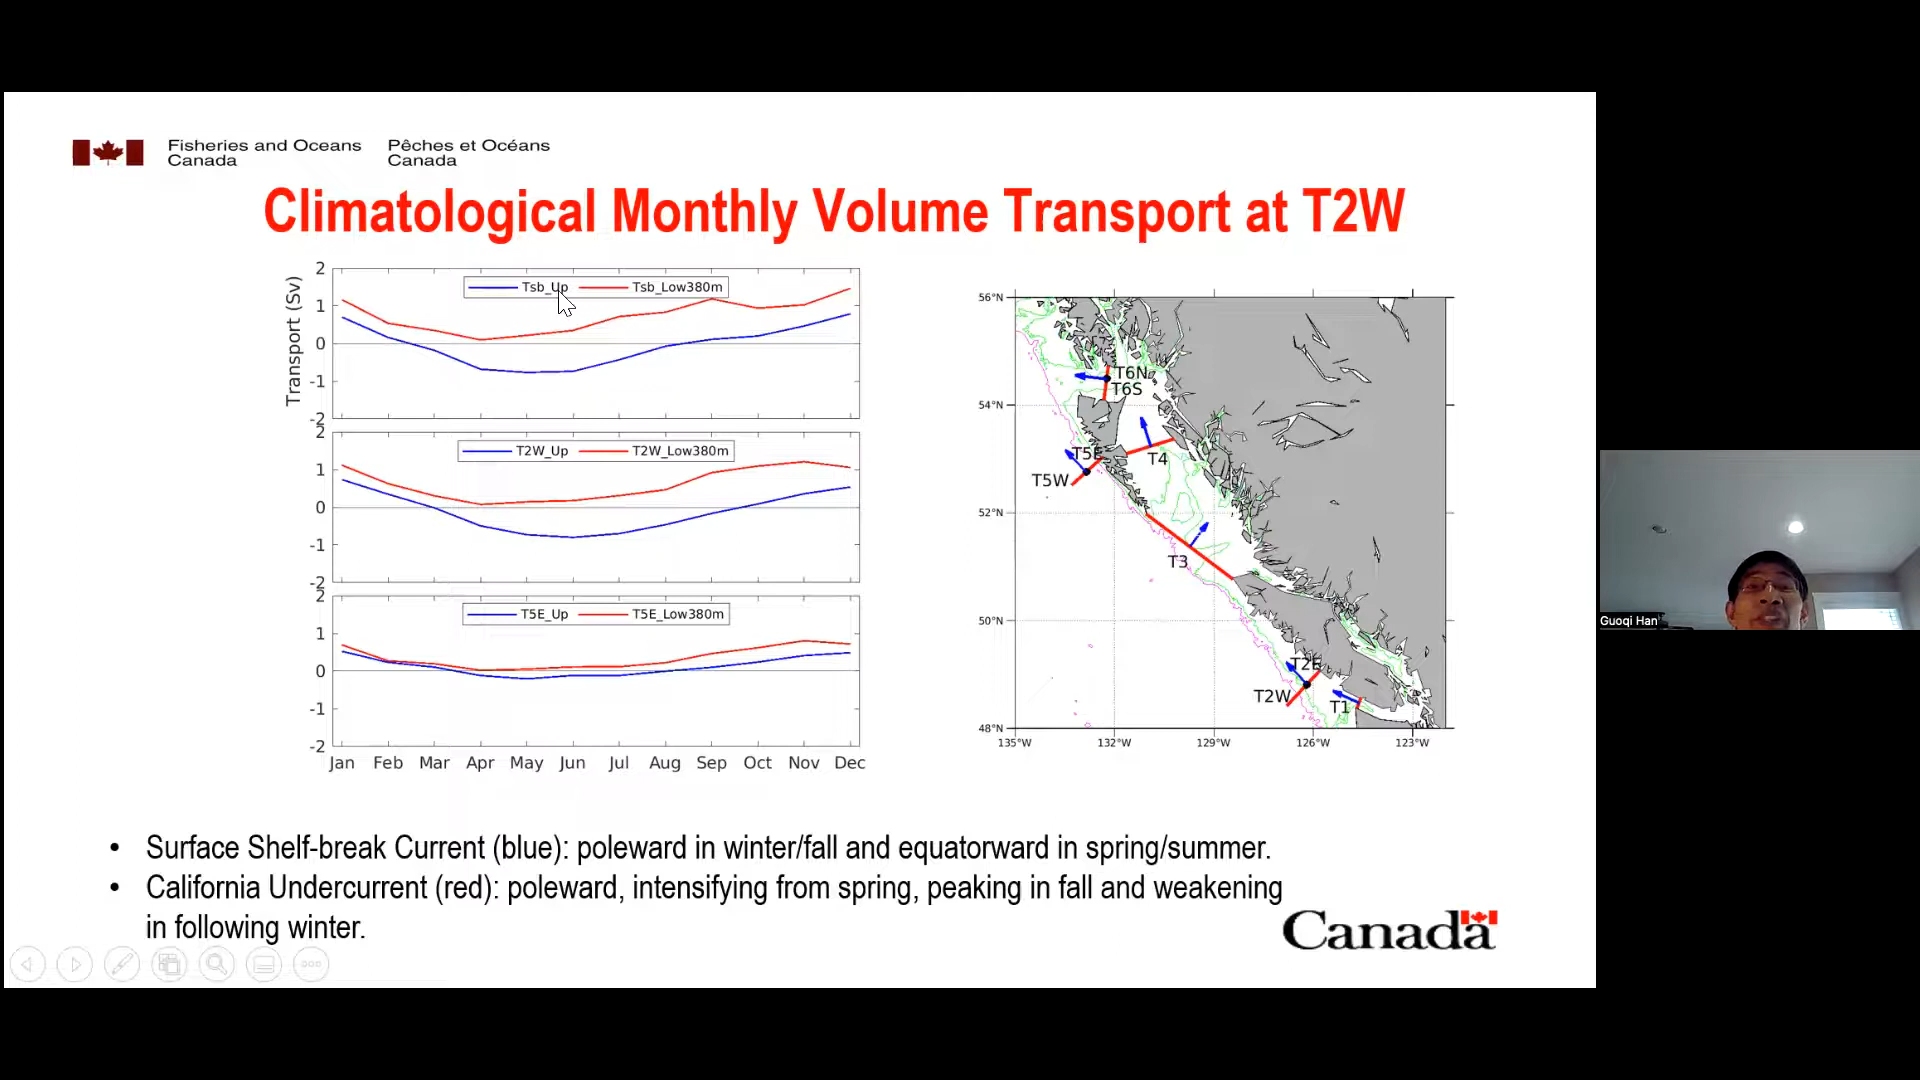 Fisheries and Oceans Pêches et Océans
Canada Canada
Climatological Monthly Volume Transport at T2W
Transport (Sv)
2
1
0
-1
-2
Tsb_Up Tsb_Low380m
2
1
0
-1
-2
T2W_Up T2W_Low380m
2
1
0
-1
-2
T5E_Up T5E_Low380m
Jan Feb Mar Apr May Jun Jul Aug Sep Oct Nov Dec
56°N
54°N
52°N
50°N
48°N
135°W 132°W 129°W 126°W 123°W
T6N
T6S
T5E
T4
T5W
T3
T2E
T2W
T1
• Surface Shelf-break Current (blue): poleward in winter/fall and equatorward in spring/summer.
• California Undercurrent (red): poleward, intensifying from spring, peaking in fall and weakening
in following winter.
Canada
Guoqi Han